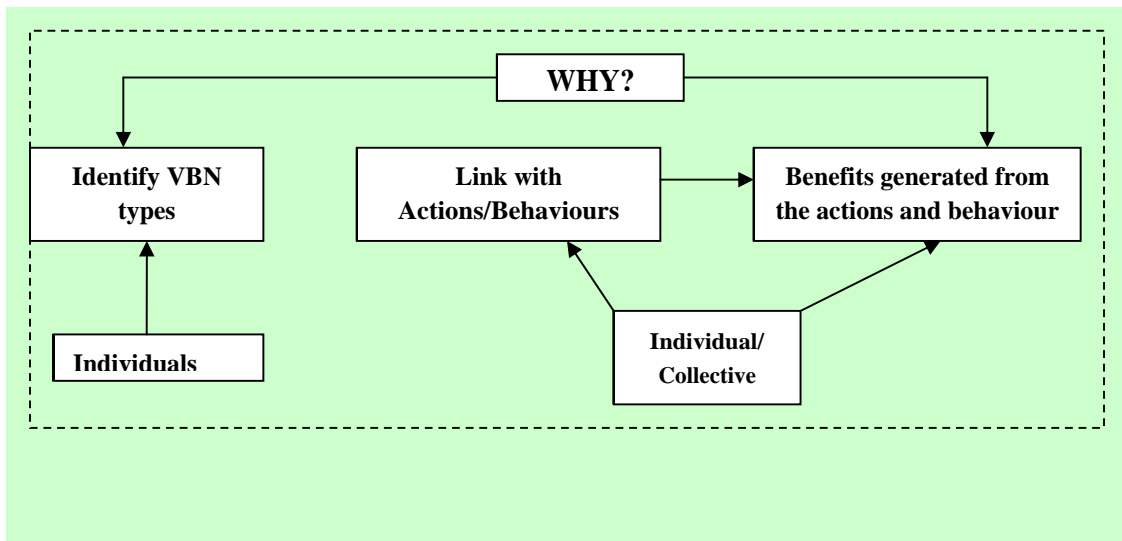 WHY?
Identify VBN
types
Link with
Actions/Behaviours
Benefits generated from
the actions and behaviour
Individuals
Individual/
Collective